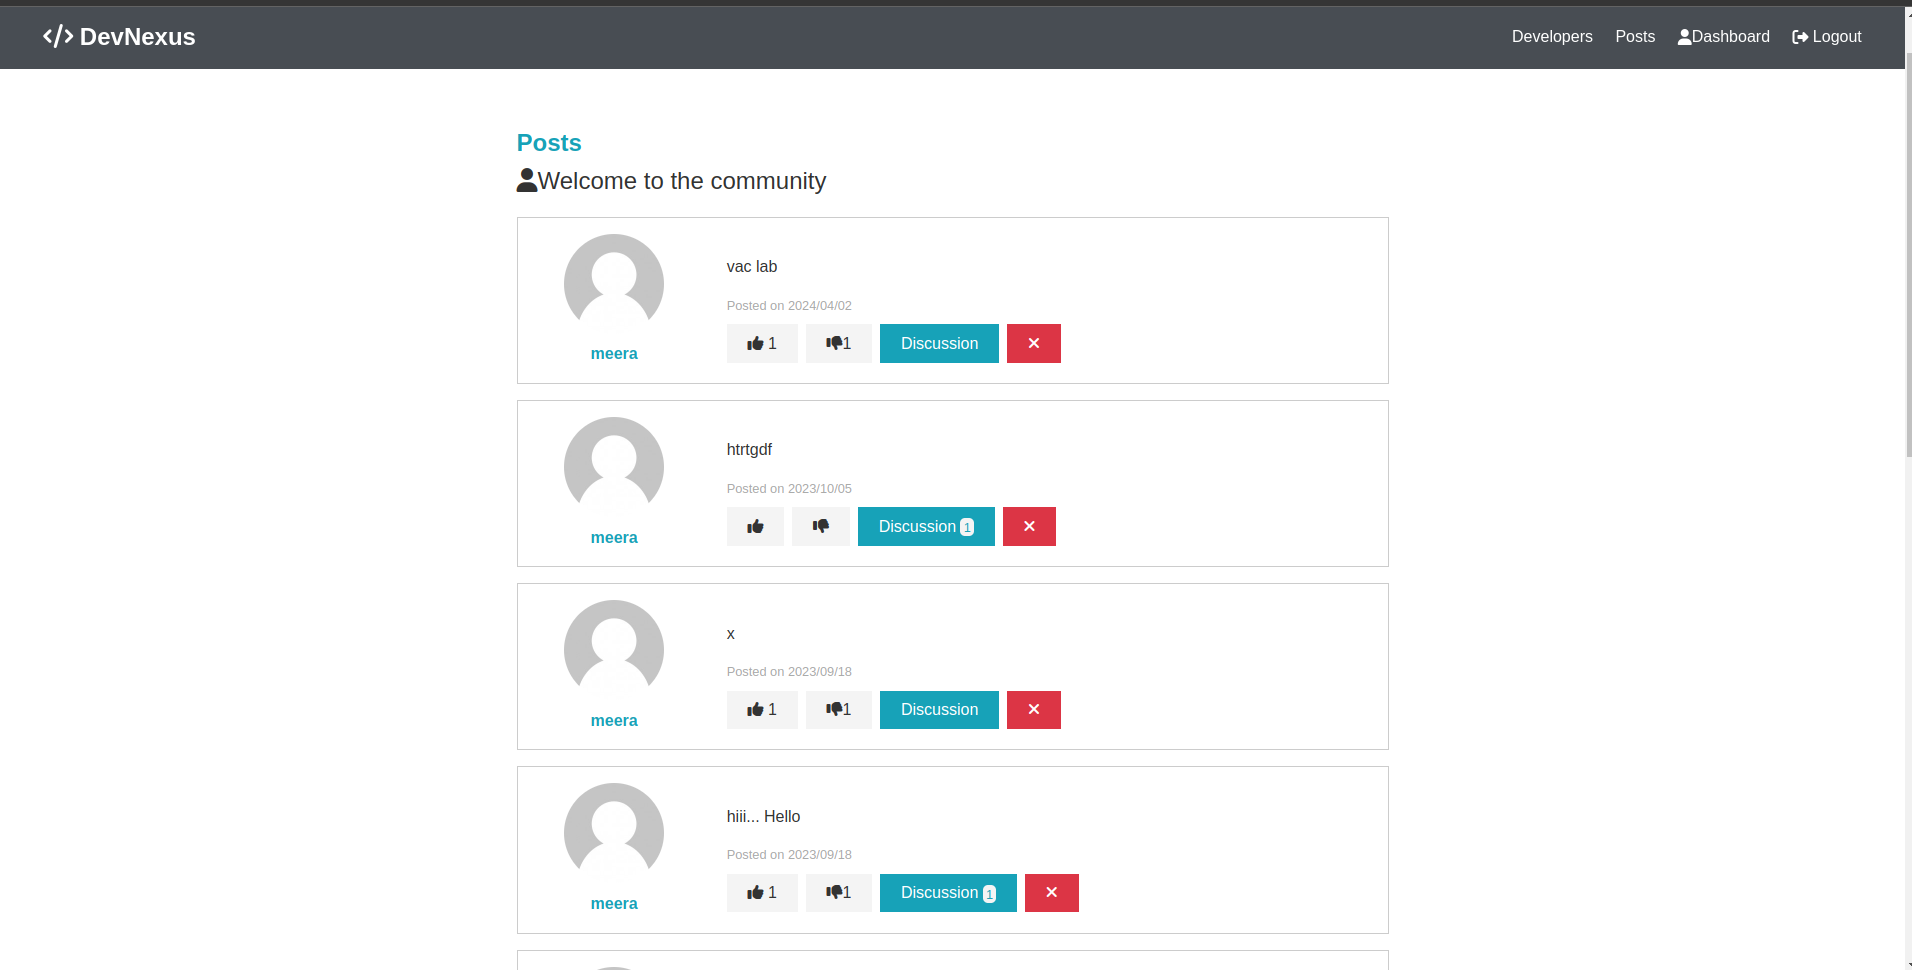 DevNexus
Developers Posts Dashboard Logout
Posts
Welcome to the community
vac lab
Posted on 2024/04/02
1 1 Discussion
meera
htrtgdf
Posted on 2023/10/05
Discussion 1
meera
x
Posted on 2023/09/18
1 1 Discussion
meera
hiii... Hello
Posted on 2023/09/18
1 1 Discussion 1
meera